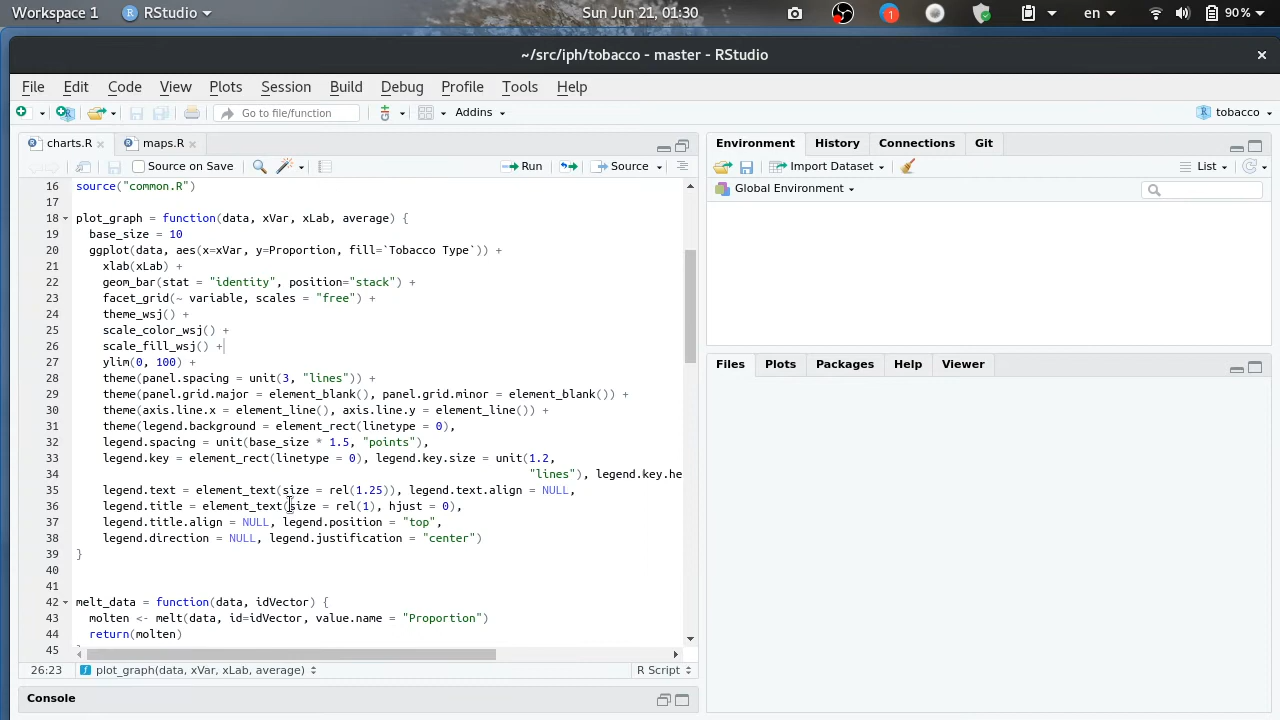 Workspace 1 RStudio Sun Jun 21, 01:30 1 en 90%
~/src/iph/tobacco - master - RStudio
File Edit Code View Plots Session Build Debug Profile Tools Help
Go to file/function Addins tobacco
charts.R maps.R
Source on Save Run Source
16 source("common.R")
17
18 plot_graph = function(data, xVar, xLab, average) {
19 base_size = 10
20 ggplot(data, aes(x=xVar, y=Proportion, fill=`Tobacco Type`)) +
21 xlab(xLab) +
22 geom_bar(stat = "identity", position="stack") +
23 facet_grid(~ variable, scales = "free") +
24 theme_wsj() +
25 scale_color_wsj() +
26 scale_fill_wsj() +
27 ylim(0, 100) +
28 theme(panel.spacing = unit(3, "lines")) +
29 theme(panel.grid.major = element_blank(), panel.grid.minor = element_blank()) +
30 theme(axis.line.x = element_line(), axis.line.y = element_line()) +
31 theme(legend.background = element_rect(linetype = 0),
32 legend.spacing = unit(base_size * 1.5, "points"),
33 legend.key = element_rect(linetype = 0), legend.key.size = unit(1.2,
34 "lines"), legend.key.he
35 legend.text = element_text(size = rel(1.25)), legend.text.align = NULL,
36 legend.title = element_text(size = rel(1), hjust = 0),
37 legend.title.align = NULL, legend.position = "top",
38 legend.direction = NULL, legend.justification = "center")
39 }
40
41
42 melt_data = function(data, idVector) {
43 molten <- melt(data, id=idVector, value.name = "Proportion")
44 return(molten)
45
26:23 plot_graph(data, xVar, xLab, average) R Script
Console
Environment History Connections Git
Import Dataset List
Global Environment
Files Plots Packages Help Viewer